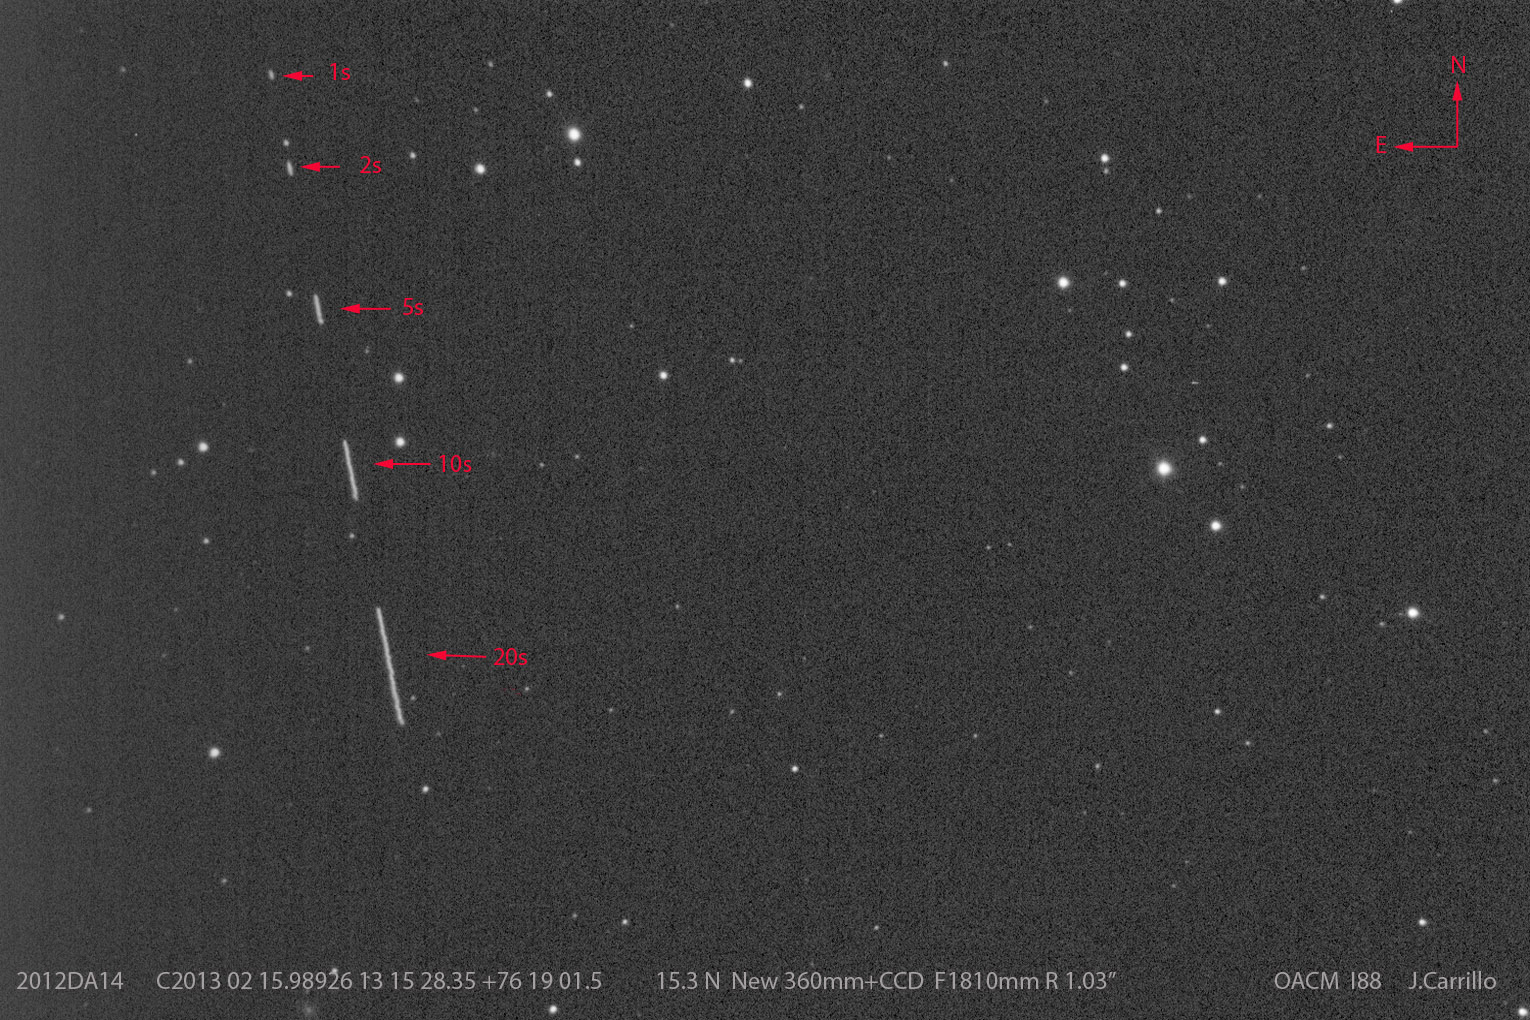 1s
N
E
2s
5s
10s
20s
2012DA14 C2013 02 15.98926 13 15 28.35 +76 19 01.5 15.3 N New 360mm+CCD F1810mm R 1.03” OACM I88 J.Carrillo